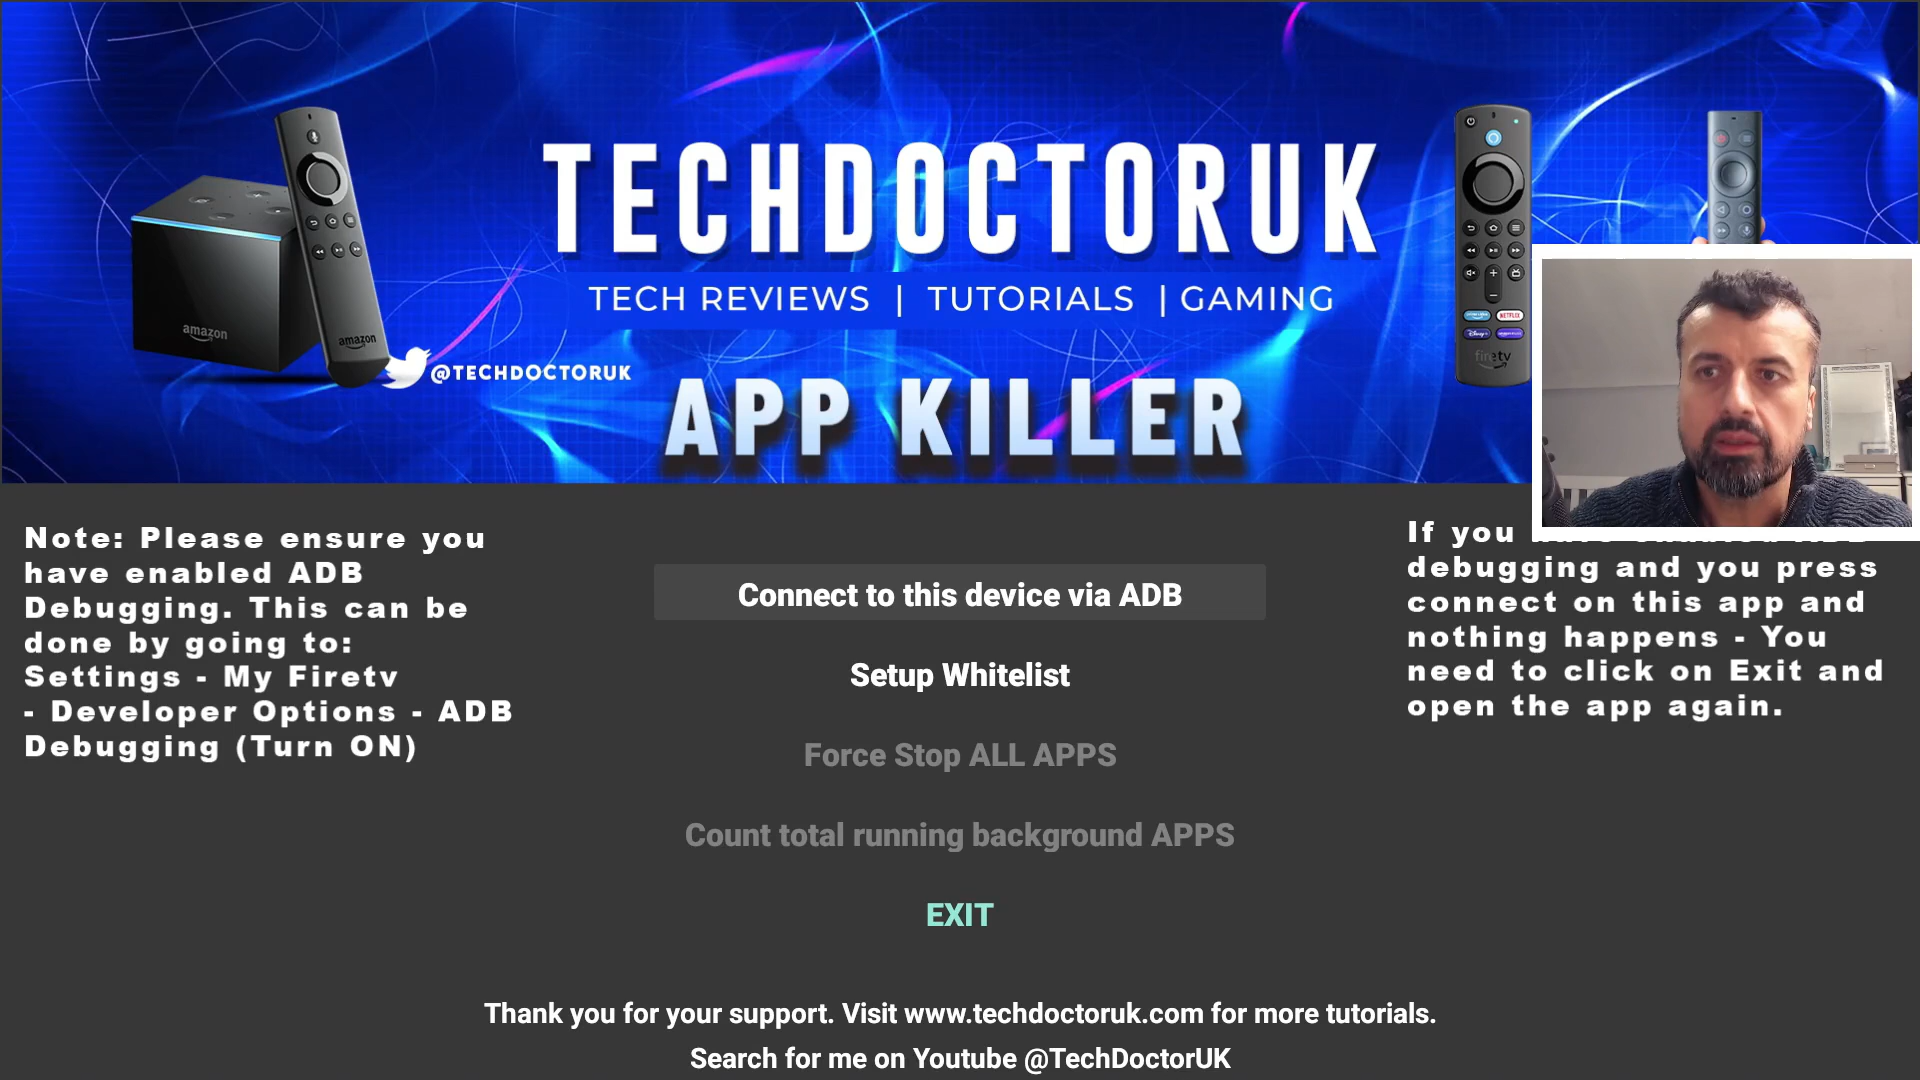 TECHDOCTORUK
TECH REVIEWS | TUTORIALS | GAMING
amazon
amazon
@TECHDOCTORUK
APP KILLER
NETFLIX
Disney+
firetv
Note: Please ensure you
have enabled ADB
Debugging. This can be
done by going to:
Settings - My Firetv
- Developer Options - ADB
Debugging (Turn ON)
Connect to this device via ADB
Setup Whitelist
Force Stop ALL APPS
Count total running background APPS
EXIT
If you
debugging and you press
connect on this app and
nothing happens - You
need to click on Exit and
open the app again.
Thank you for your support. Visit www.techdoctoruk.com for more tutorials.
Search for me on Youtube @TechDoctorUK